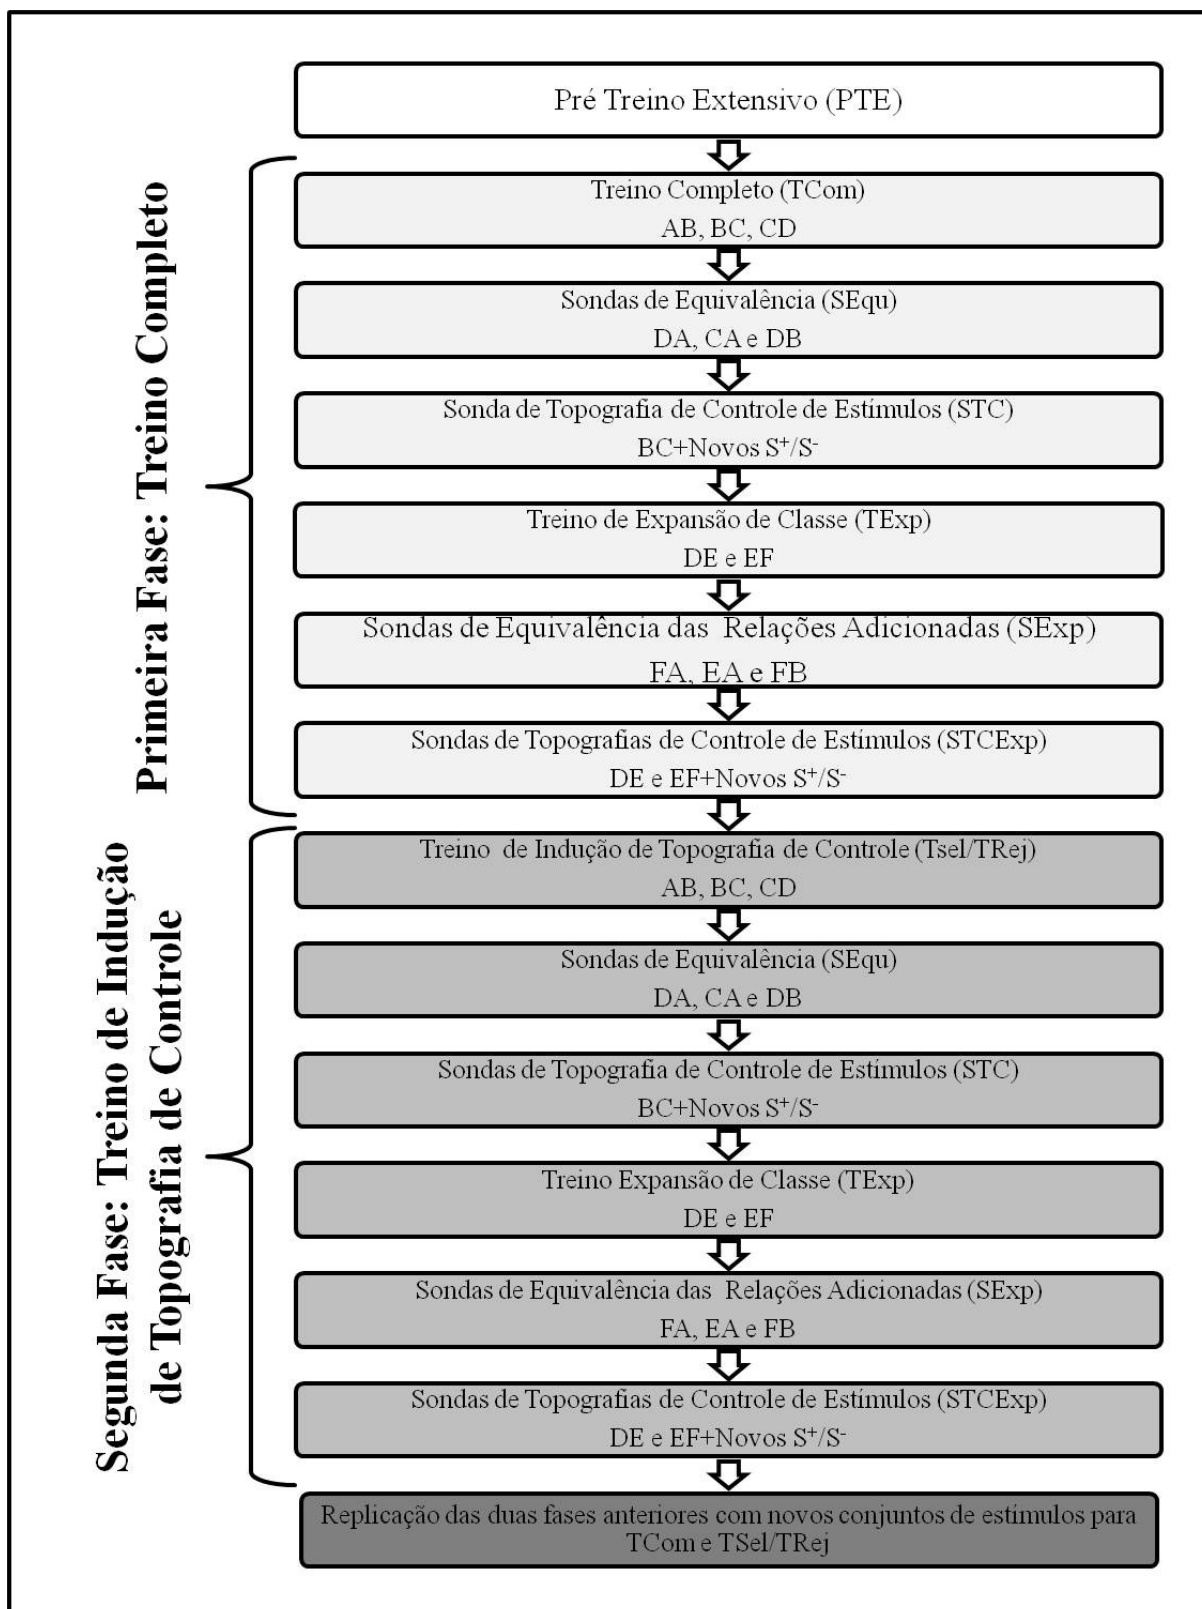 Pré Treino Extensivo (PTE)
Primeira Fase: Treino Completo
Treino Completo (TCom)
AB, BC, CD
Sondas de Equivalência (SEqu)
DA, CA e DB
Sonda de Topografia de Controle de Estímulos (STC)
BC+Novos S⁺/S⁻
Treino de Expansão de Classe (TExp)
DE e EF
Sondas de Equivalência das Relações Adicionadas (SExp)
FA, EA e FB
Sondas de Topografias de Controle de Estímulos (STCExp)
DE e EF+Novos S⁺/S⁻
Segunda Fase: Treino de Indução
de Topografia de Controle
Treino de Indução de Topografia de Controle (Tsel/TRej)
AB, BC, CD
Sondas de Equivalência (SEqu)
DA, CA e DB
Sondas de Topografia de Controle de Estímulos (STC)
BC+Novos S⁺/S⁻
Treino Expansão de Classe (TExp)
DE e EF
Sondas de Equivalência das Relações Adicionadas (SExp)
FA, EA e FB
Sondas de Topografias de Controle de Estímulos (STCExp)
DE e EF+Novos S⁺/S⁻
Replicação das duas fases anteriores com novos conjuntos de estímulos para
TCom e TSel/TRej